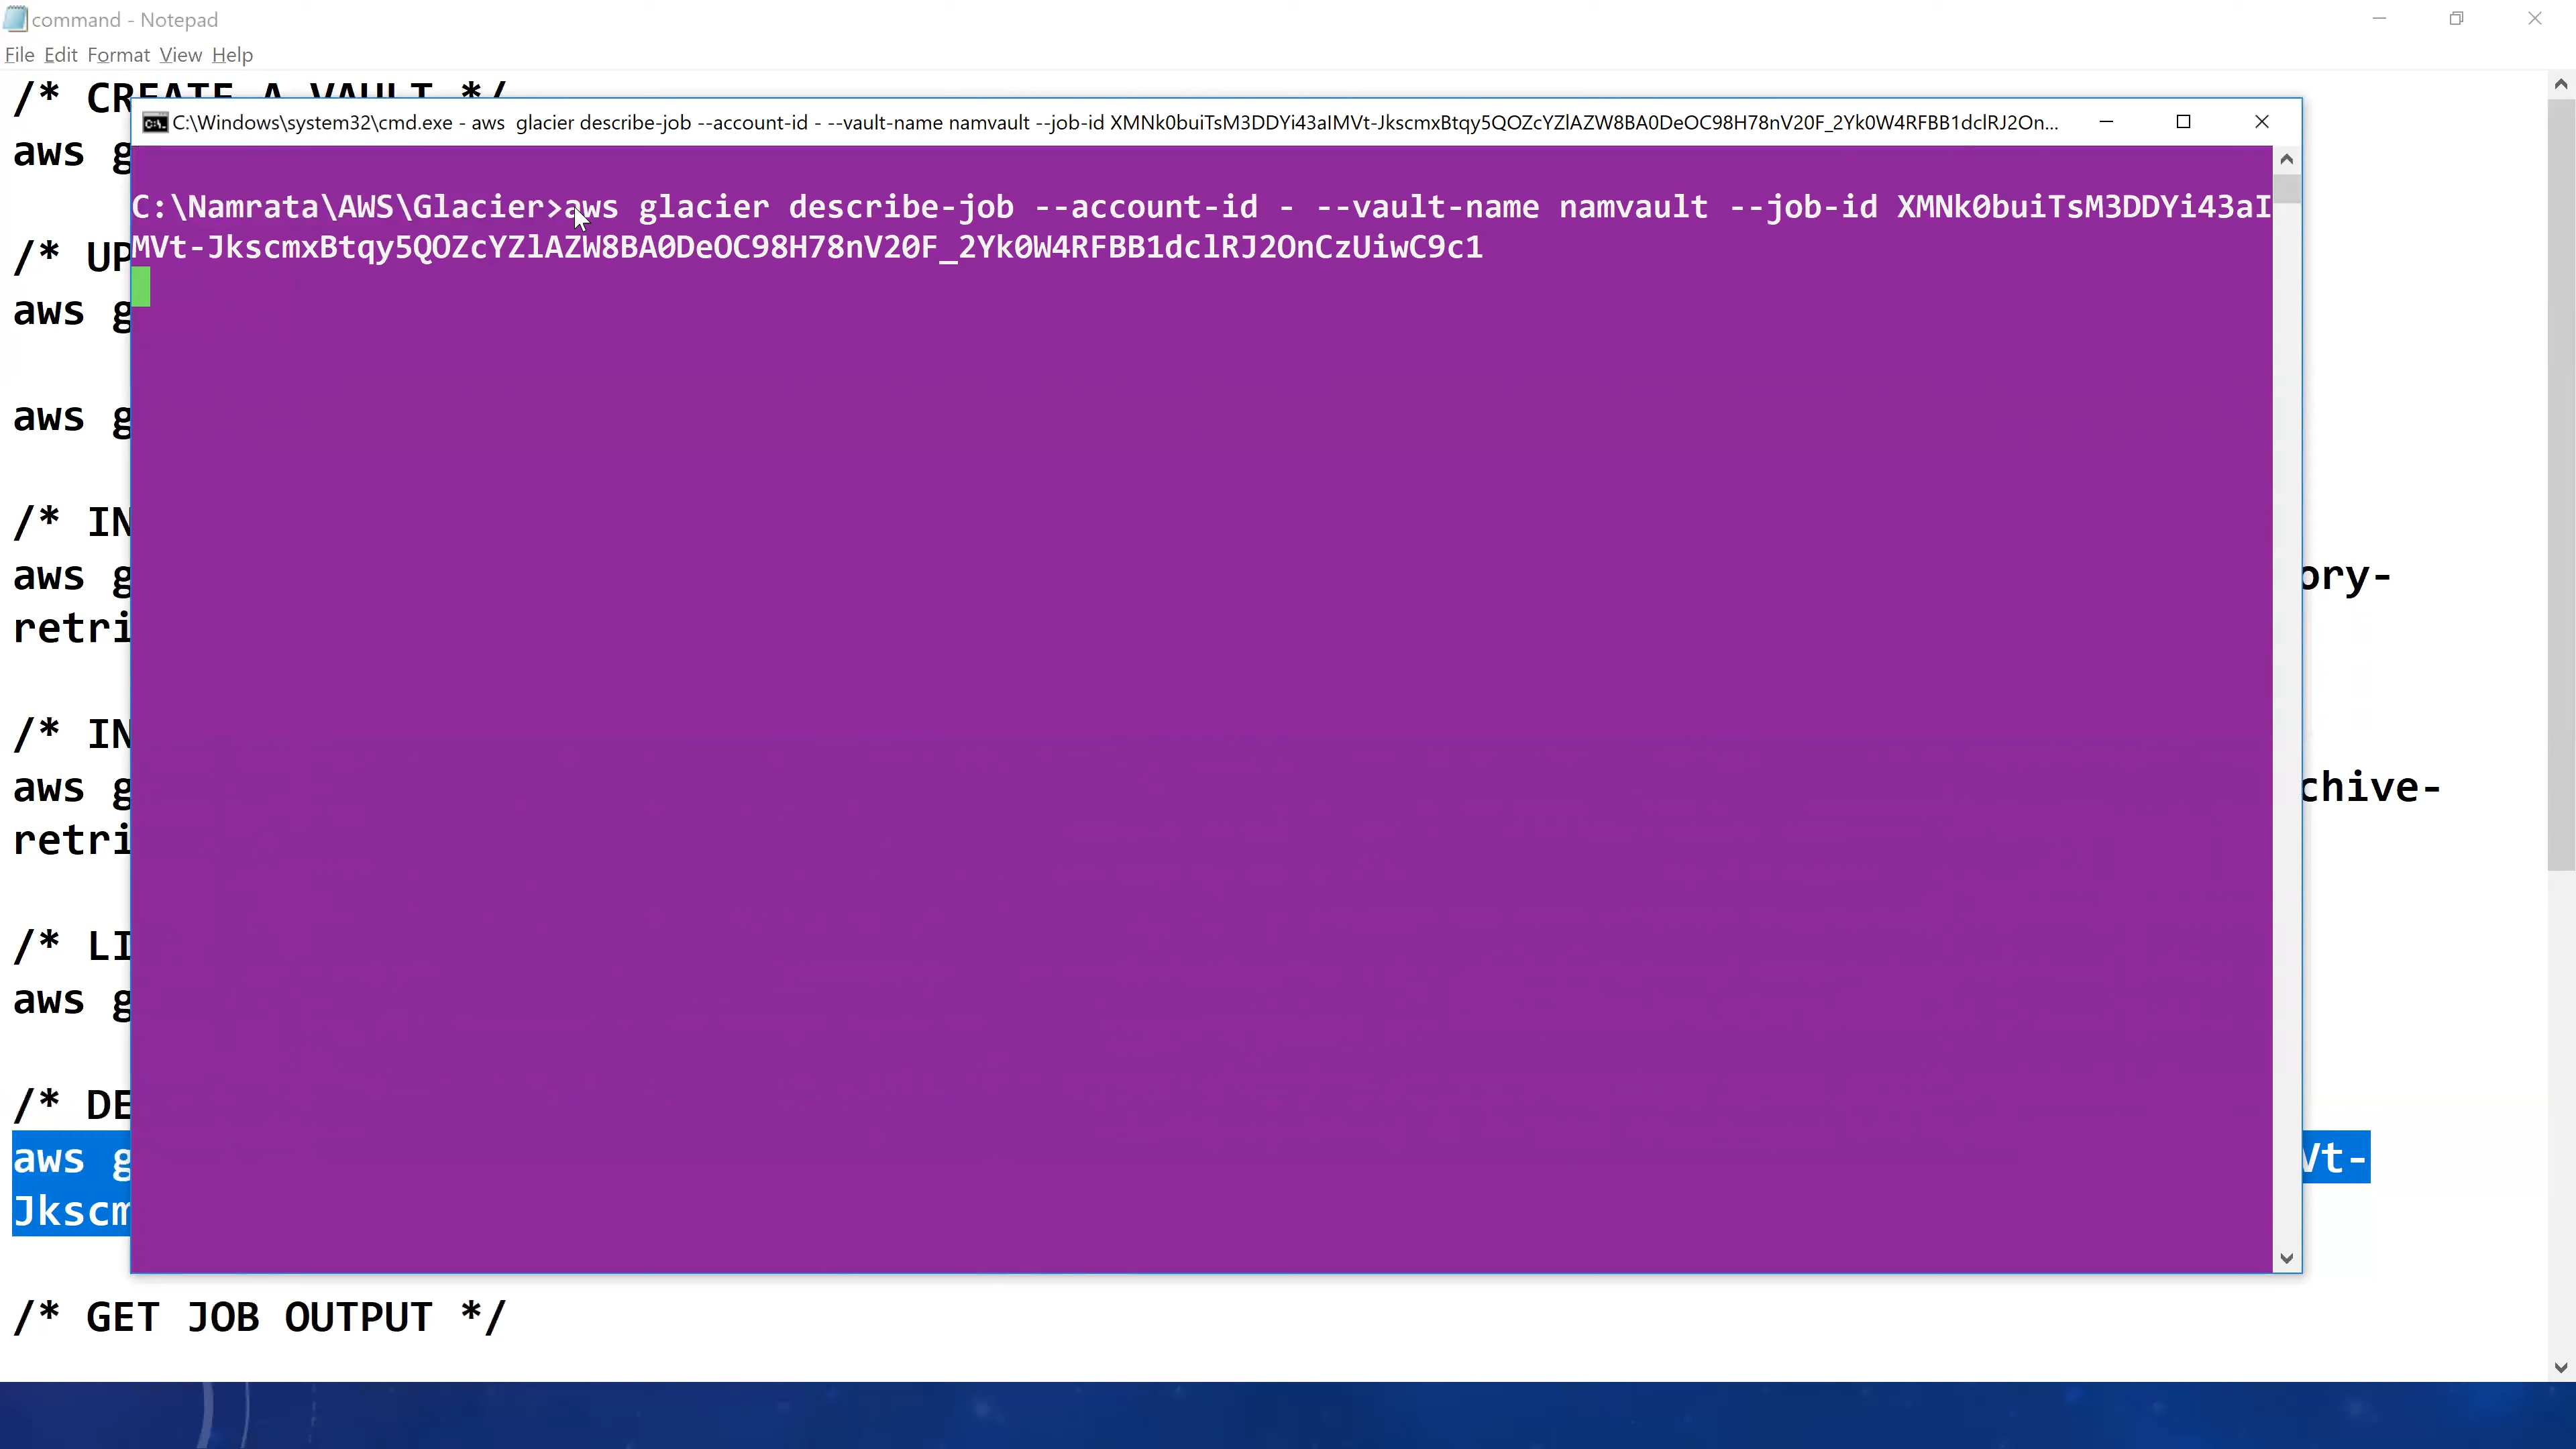 command - Notepad
File Edit Format View Help
/* CREATE A VAULT */
C:\Windows\system32\cmd.exe - aws  glacier describe-job --account-id - --vault-name namvault --job-id XMNk0buiTsM3DDYi43aIMVt-JkscmxBtqy5QOZcYZlAZW8BA0DeOC98H78nV20F_2Yk0W4RFBB1dclRJ2On...
aws g
C:\Namrata\AWS\Glacier>aws glacier describe-job --account-id - --vault-name namvault --job-id XMNk0buiTsM3DDYi43aI
MVt-JkscmxBtqy5QOZcYZlAZW8BA0DeOC98H78nV20F_2Yk0W4RFBB1dclRJ2OnCzUiwC9c1
/* UP
aws g
aws g
/* IN
aws g ory-
retri
/* IN
aws g chive-
retri
/* LI
aws g
/* DE
aws g Vt-
Jkscm
/* GET JOB OUTPUT */